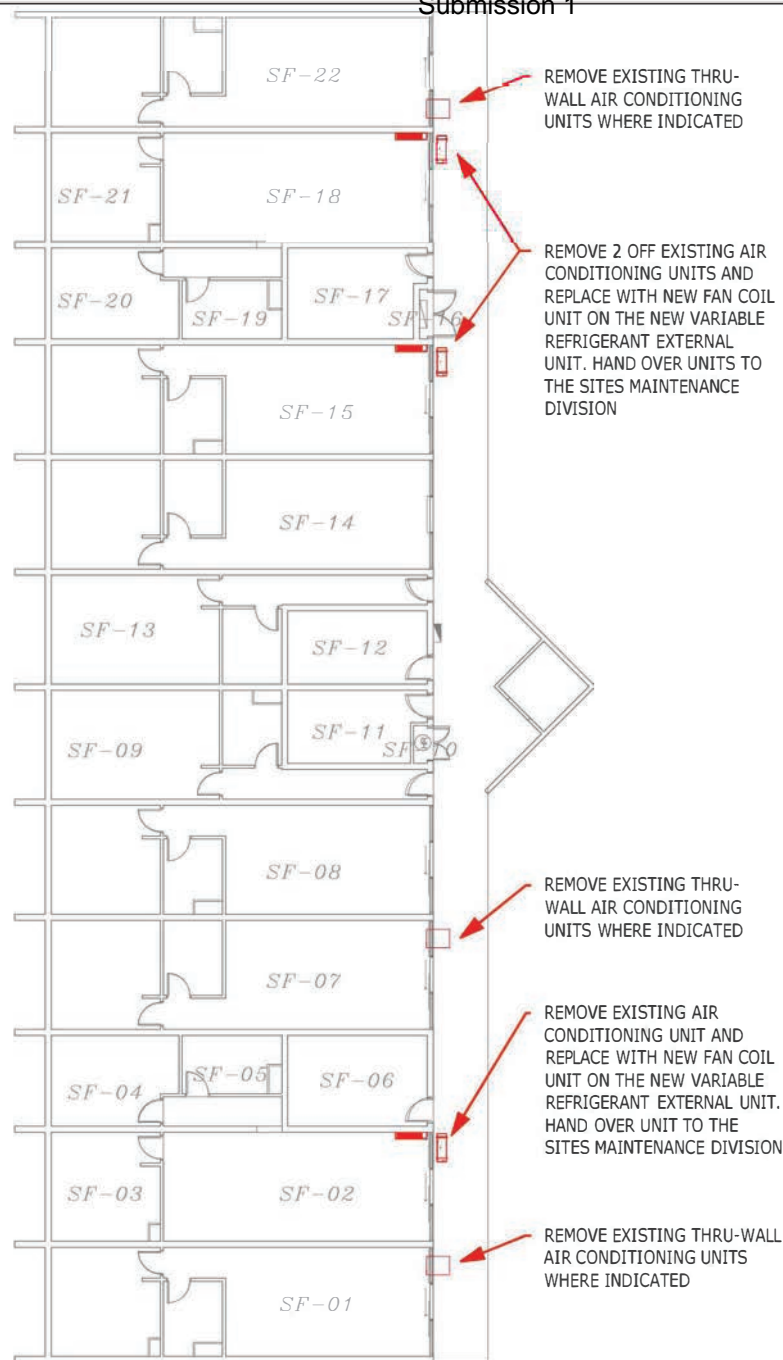 Submission 1
SF-22
REMOVE EXISTING THRU-
WALL AIR CONDITIONING
UNITS WHERE INDICATED
SF-21
SF-18
REMOVE 2 OFF EXISTING AIR
CONDITIONING UNITS AND
REPLACE WITH NEW FAN COIL
UNIT ON THE NEW VARIABLE
REFRIGERANT EXTERNAL
UNIT. HAND OVER UNITS TO
THE SITES MAINTENANCE
DIVISION
SF-20
SF-19
SF-17
SF-16
SF-15
SF-14
SF-13
SF-12
SF-11
SF-10
SF-09
SF-08
REMOVE EXISTING THRU-
WALL AIR CONDITIONING
UNITS WHERE INDICATED
SF-07
SF-04
SF-05
SF-06
REMOVE EXISTING AIR
CONDITIONING UNIT AND
REPLACE WITH NEW FAN COIL
UNIT ON THE NEW VARIABLE
REFRIGERANT EXTERNAL UNIT.
HAND OVER UNIT TO THE
SITES MAINTENANCE DIVISION
SF-03
SF-02
REMOVE EXISTING THRU-WALL
AIR CONDITIONING UNITS
WHERE INDICATED
SF-01